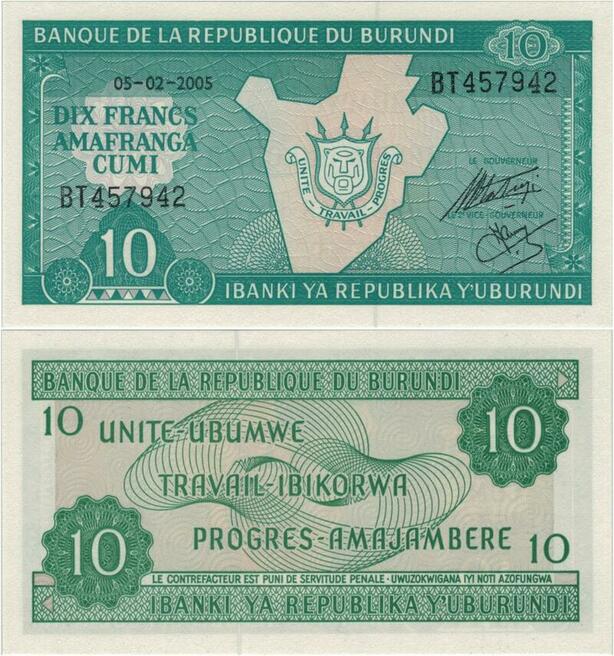 BANQUE DE LA REPUBLIQUE DU BURUNDI
10
05-02-2005
BT457942
DIX FRANCS
AMAFRANGA
CUMI
BT457942
UNITE - TRAVAIL - PROGRES
LE GOUVERNEUR
LE 2e VICE - GOUVERNEUR
10
IBANKI YA REPUBLIKA Y'UBURUNDI
BANQUE DE LA REPUBLIQUE DU BURUNDI
10
10
UNITE-UBUMWE
TRAVAIL-IBIKORWA
PROGRES-AMAJAMBERE
10
10
LE CONTREFACTEUR EST PUNI DE SERVITUDE PENALE - UWUZOKWIGANA IYI NOTI AZOFUNGWA
IBANKI YA REPUBLIKA Y'UBURUNDI